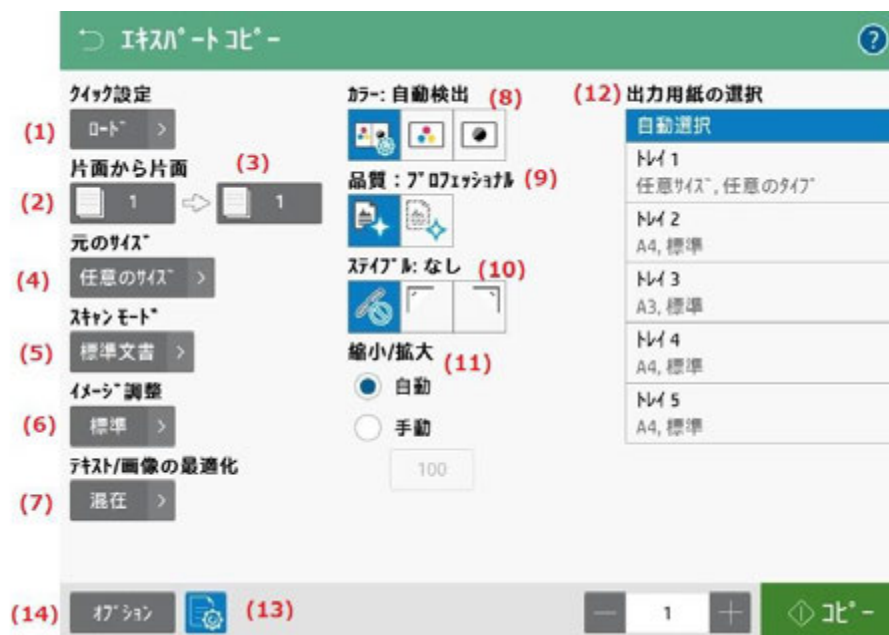 エキスパート コピー
?
クイック設定
(1) ロード >
片面から片面 (3)
(2) 1 1
元のサイズ
(4) 任意のサイズ >
スキャン モード
(5) 標準文書 >
イメージ調整
(6) 標準 >
テキスト/画像の最適化
(7) 混在 >
カラー: 自動検出 (8)
品質:プロフェッショナル (9)
ステイプル: なし (10)
縮小/拡大 (11)
自動
手動
100
(12) 出力用紙の選択
自動選択
トレイ 1
任意サイズ, 任意のタイプ
トレイ 2
A4, 標準
トレイ 3
A3, 標準
トレイ 4
A4, 標準
トレイ 5
A4, 標準
(14) オプション (13) 1 コピー